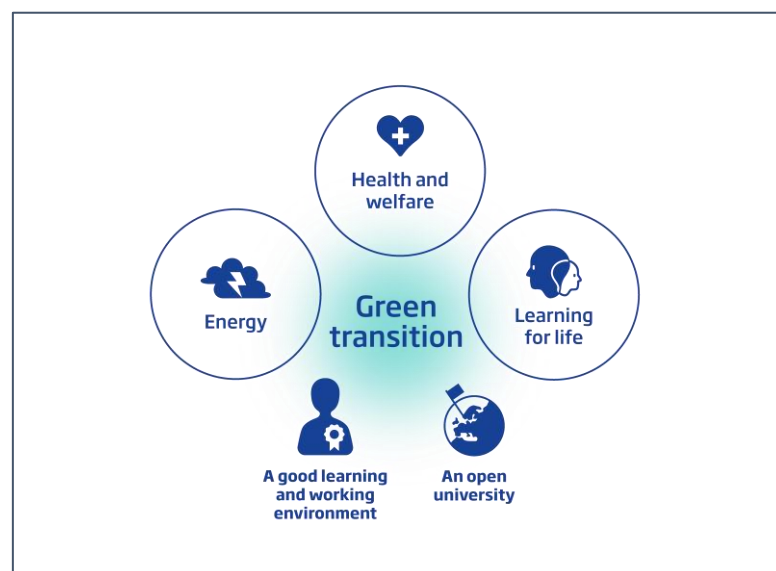 Health and
welfare
Energy
Green
transition
Learning
for life
A good learning
and working
environment
An open
university